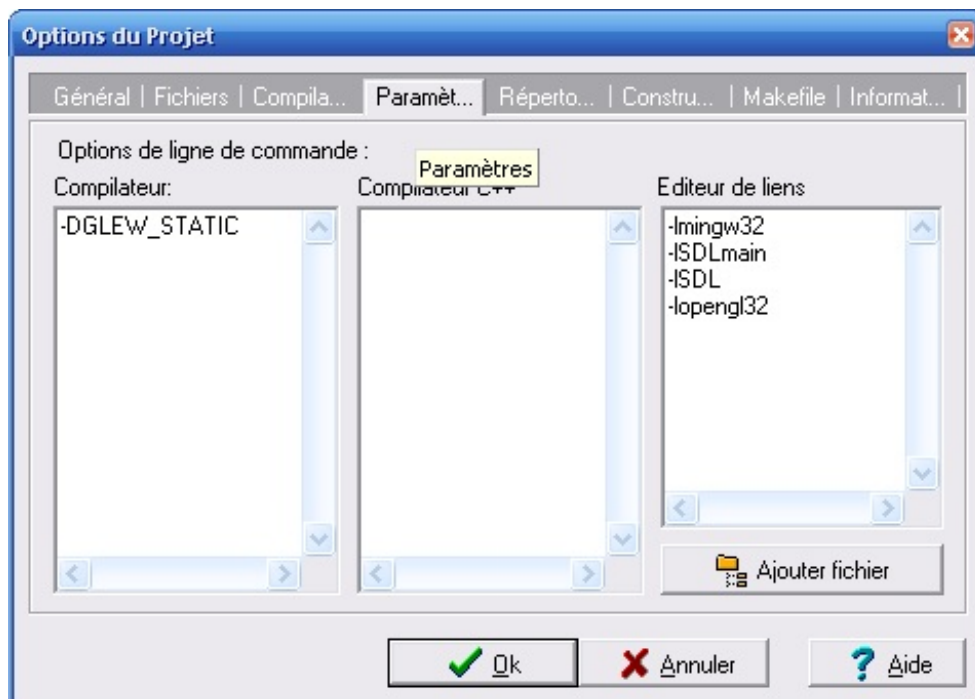 Options du Projet
Général | Fichiers | Compila... Paramèt... Réperto... | Constru... | Makefile | Informat... |
Options de ligne de commande :
Paramètres
Compilateur: Compilateur C++ Editeur de liens
-DGLEW_STATIC
-lmingw32
-lSDLmain
-lSDL
-lopengl32
Ajouter fichier
Ok Annuler Aide